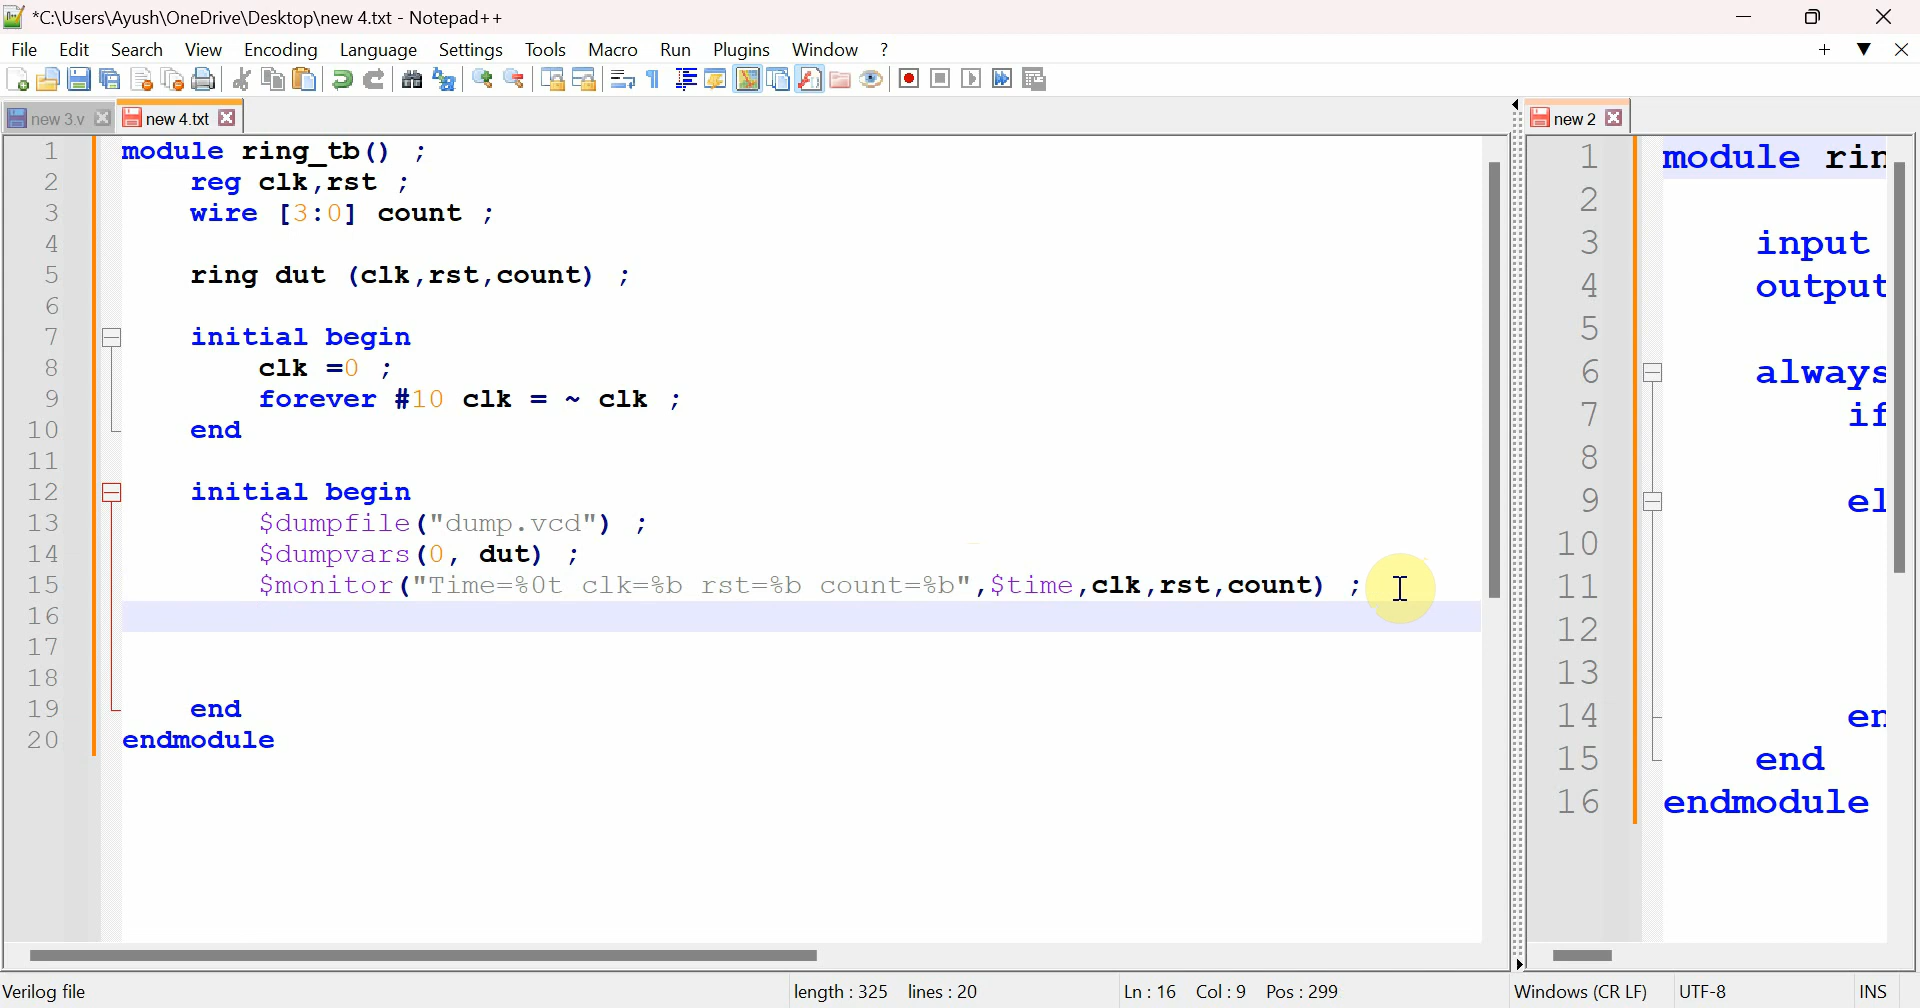 *C:\Users\Ayush\OneDrive\Desktop\new 4.txt - Notepad++
File Edit Search View Encoding Language Settings Tools Macro Run Plugins Window ?
new 3.v
new 4.txt
1 module ring_tb() ;
2 reg clk,rst ;
3 wire [3:0] count ;
4
5 ring dut (clk,rst,count) ;
6
7 initial begin
8 clk =0 ;
9 forever #10 clk = ~ clk ;
10 end
11
12 initial begin
13 $dumpfile("dump.vcd") ;
14 $dumpvars(0, dut) ;
15 $monitor("Time=%0t clk=%b rst=%b count=%b",$time,clk,rst,count) ;
16
17
18
19 end
20 endmodule
new 2
1 module rin
2
3 input
4 output
5
6 always
7 if
8
9 el
10
11
12
13
14 en
15 end
16 endmodule
Verilog file length : 325 lines : 20 Ln : 16 Col : 9 Pos : 299 Windows (CR LF) UTF-8 INS